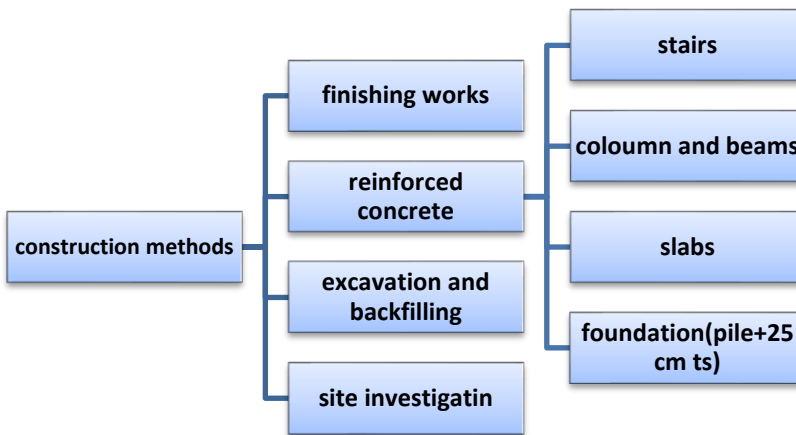 construction methods
finishing works
reinforced
concrete
excavation and
backfilling
site investigatin
stairs
coloumn and beams
slabs
foundation(pile+25
cm ts)